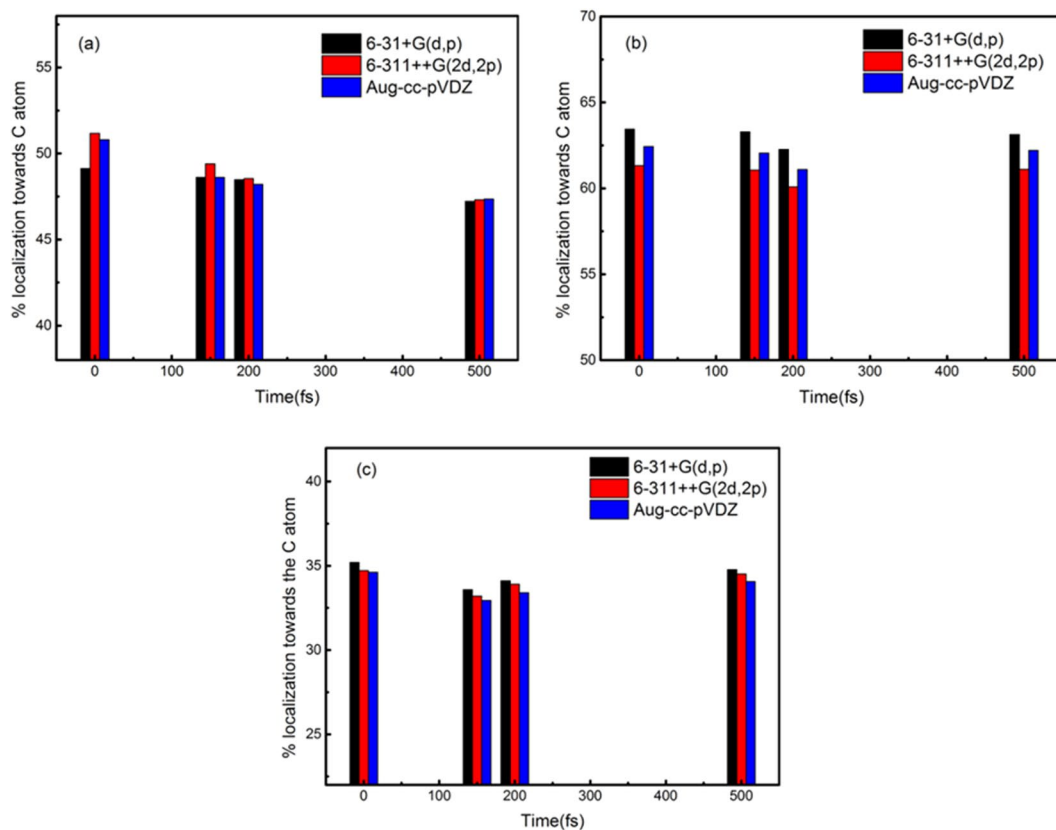 (a)
6-31+G(d,p)
6-311++G(2d,2p)
Aug-cc-pVDZ
% localization towards C atom
55
50
45
40
0 100 200 300 400 500
Time(fs)
(b)
6-31+G(d,p)
6-311++G(2d,2p)
Aug-cc-pVDZ
% localization towards C atom
70
65
60
55
50
0 100 200 300 400 500
Time(fs)
(c)
6-31+G(d,p)
6-311++G(2d,2p)
Aug-cc-pVDZ
% localization towards the C atom
40
35
30
25
0 100 200 300 400 500
Time(fs)